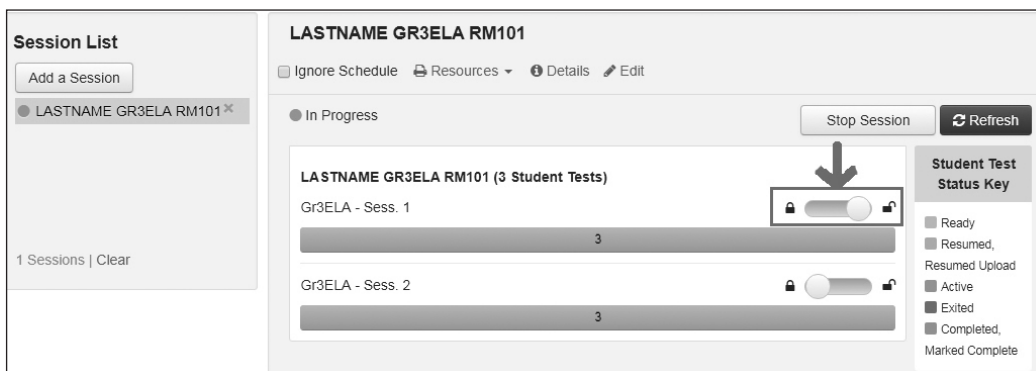 Session List
Add a Session
LASTNAME GR3ELA RM101 ×
1 Sessions | Clear
LASTNAME GR3ELA RM101
Ignore Schedule Resources Details Edit
In Progress
Stop Session
Refresh
LASTNAME GR3ELA RM101 (3 Student Tests)
Gr3ELA - Sess. 1
3
Gr3ELA - Sess. 2
3
Student Test
Status Key
Ready
Resumed,
Resumed Upload
Active
Exited
Completed,
Marked Complete